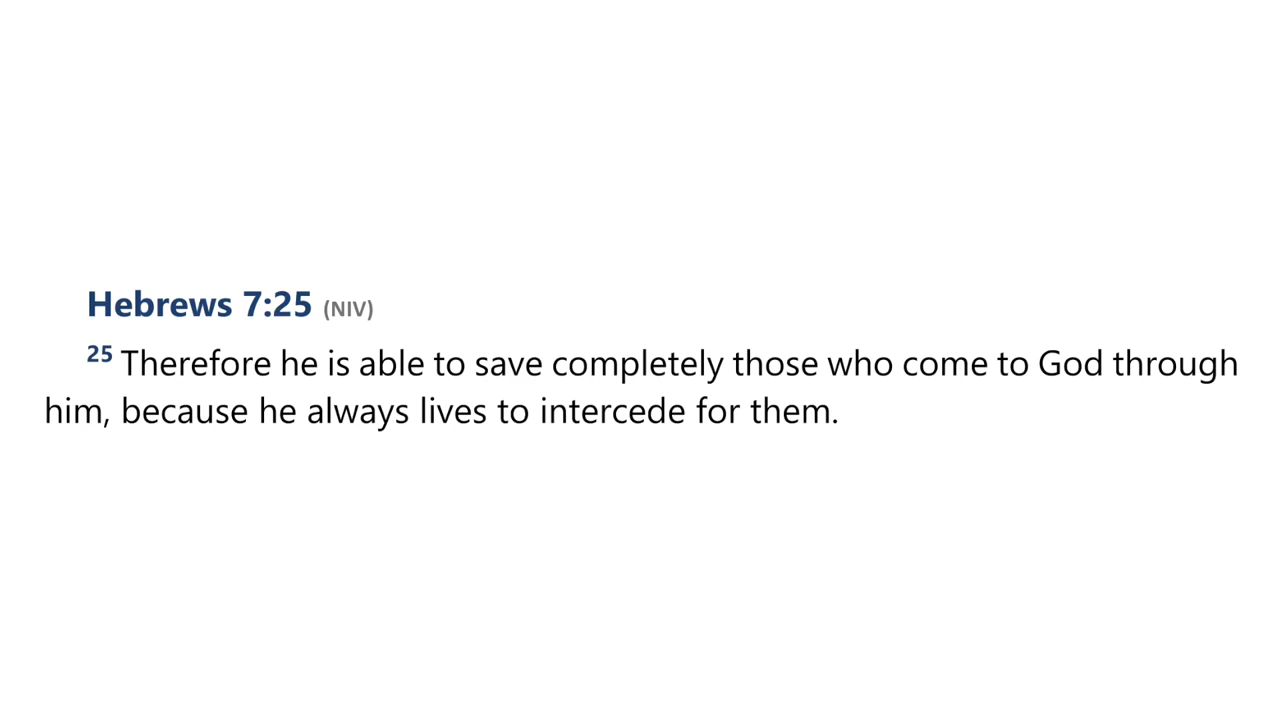 Hebrews 7:25 (NIV)
25 Therefore he is able to save completely those who come to God through
him, because he always lives to intercede for them.